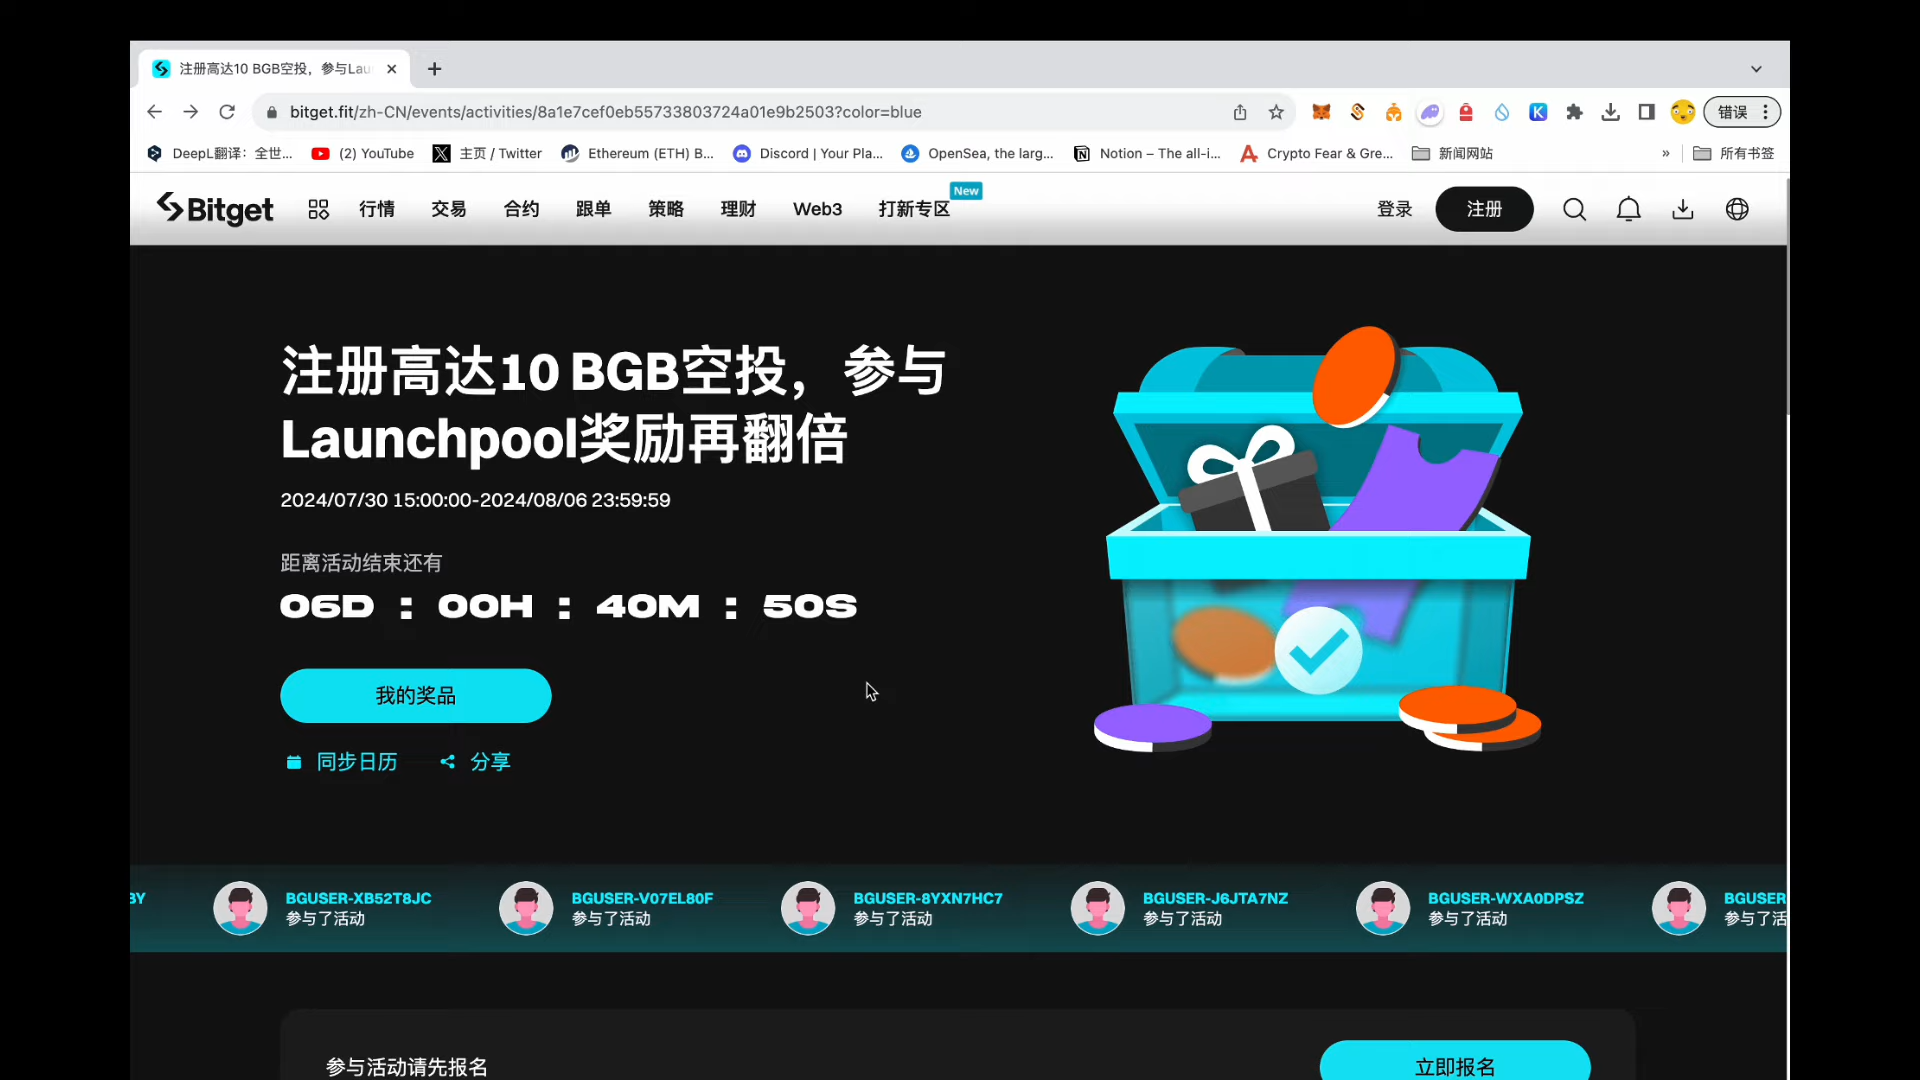 注册高达10 BGB空投，参与Lau
bitget.fit/zh-CN/events/activities/8a1e7cef0eb55733803724a01e9b2503?color=blue
错误
DeepL翻译：全世... (2) YouTube 主页 / Twitter Ethereum (ETH) B... Discord | Your Pla... OpenSea, the larg... Notion – The all-i... Crypto Fear & Gre... 新闻网站 » 所有书签
Bitget 行情 交易 合约 跟单 策略 理财 Web3 打新专区 New 登录 注册
注册高达10 BGB空投，参与
Launchpool奖励再翻倍
2024/07/30 15:00:00-2024/08/06 23:59:59
距离活动结束还有
06D : 00H : 40M : 50S
我的奖品
同步日历 分享
BY BGUSER-XB52T8JC BGUSER-V07EL80F BGUSER-8YXN7HC7 BGUSER-J6JTA7NZ BGUSER-WXA0DPSZ BGUSER
参与了活动 参与了活动 参与了活动 参与了活动 参与了活动 参与了活
参与活动请先报名 立即报名